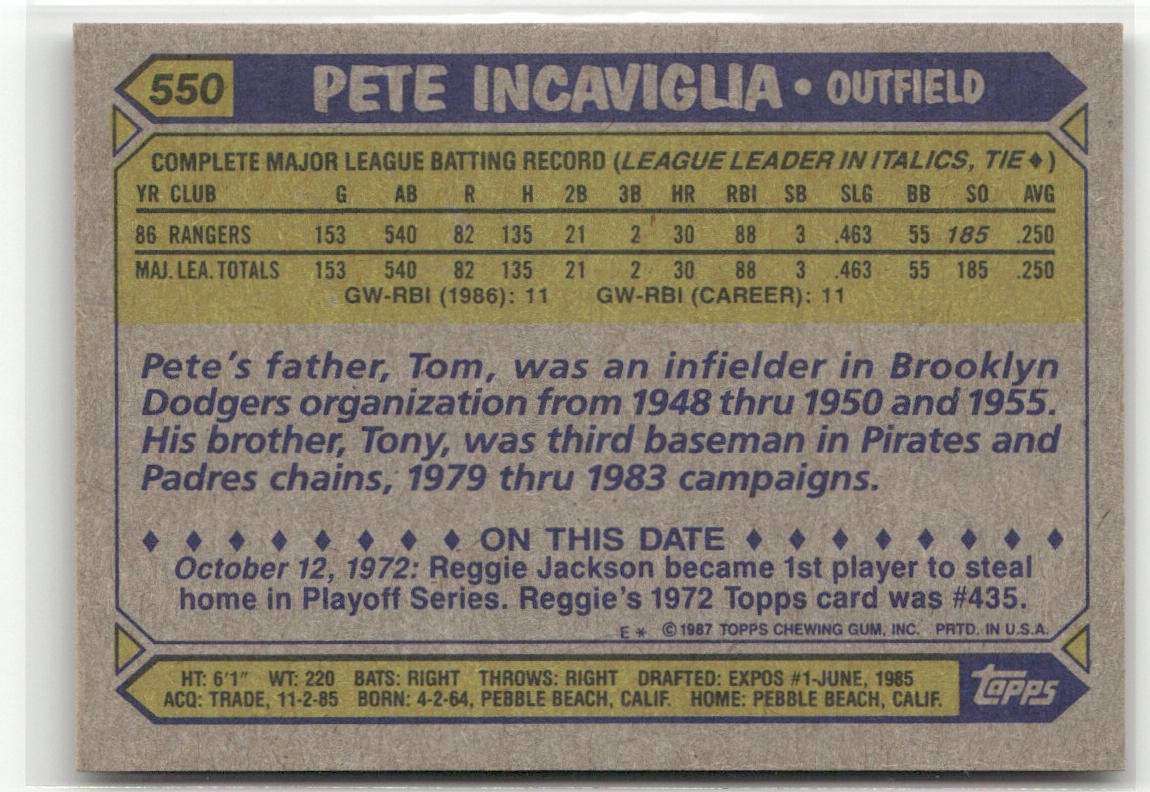 550 PETE INCAVIGLIA • OUTFIELD
COMPLETE MAJOR LEAGUE BATTING RECORD (LEAGUE LEADER IN ITALICS, TIE♦)
YR CLUB G AB R H 2B 3B HR RBI SB SLG BB SO AVG
86 RANGERS 153 540 82 135 21 2 30 88 3 .463 55 185 .250
MAJ. LEA. TOTALS 153 540 82 135 21 2 30 88 3 .463 55 185 .250
GW-RBI (1986): 11 GW-RBI (CAREER): 11
Pete's father, Tom, was an infielder in Brooklyn
Dodgers organization from 1948 thru 1950 and 1955.
His brother, Tony, was third baseman in Pirates and
Padres chains, 1979 thru 1983 campaigns.
♦ ♦ ♦ ♦ ♦ ♦ ♦ ♦ ON THIS DATE ♦ ♦ ♦ ♦ ♦ ♦ ♦ ♦
October 12, 1972: Reggie Jackson became 1st player to steal
home in Playoff Series. Reggie's 1972 Topps card was #435.
E * © 1987 TOPPS CHEWING GUM, INC. PRTD. IN U.S.A.
HT: 6'1" WT: 220 BATS: RIGHT THROWS: RIGHT DRAFTED: EXPOS #1-JUNE, 1985
ACQ: TRADE, 11-2-85 BORN: 4-2-64, PEBBLE BEACH, CALIF. HOME: PEBBLE BEACH, CALIF.
topps